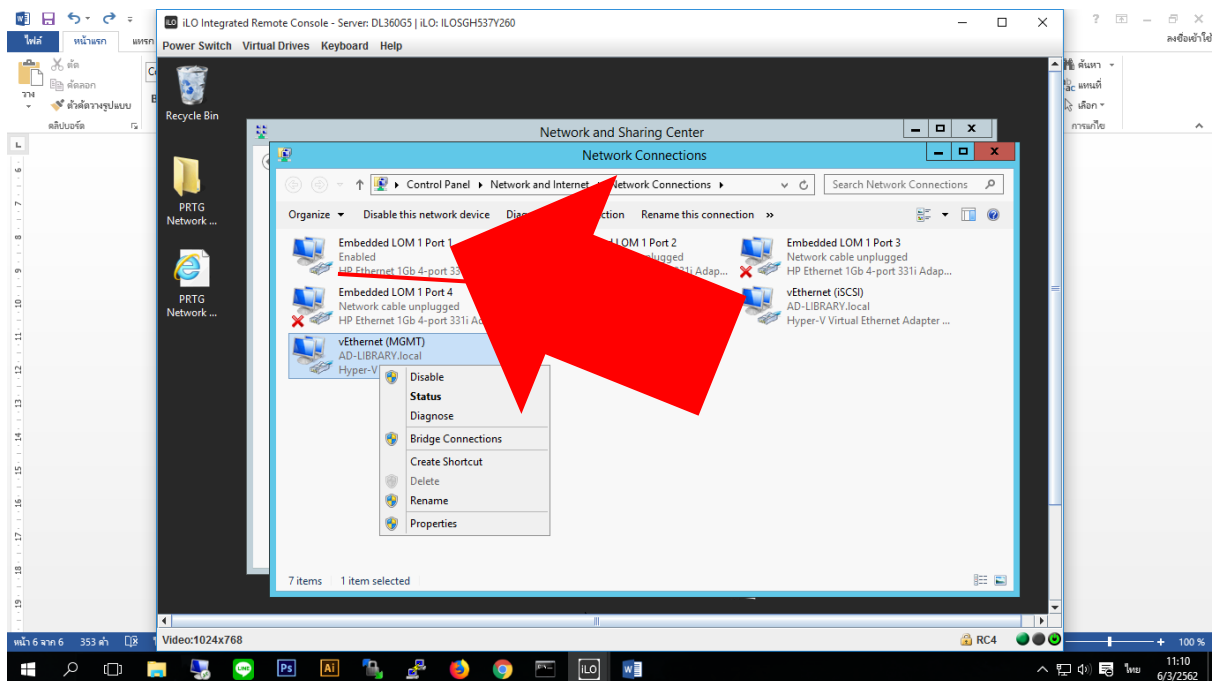 iLO Integrated Remote Console - Server: DL360G5 | iLO: ILOSGH537Y260
ไฟล์ หน้าแรก แทรก
Power Switch Virtual Drives Keyboard Help
ลงชื่อเข้าใช้
ตัด
คัดลอก
วาง
ตัวคัดวางรูปแบบ
คลิปบอร์ด
ค้นหา
แทนที่
เลือก
การแก้ไข
Recycle Bin
PRTG
Network ...
PRTG
Network ...
Network and Sharing Center
Network Connections
Control Panel Network and Internet Network Connections
Search Network Connections
Organize Disable this network device Rename this connection »
Embedded LOM 1 Port 1
Enabled
HP Ethernet 1Gb 4-port
LOM 1 Port 2
Embedded LOM 1 Port 3
Network cable unplugged
HP Ethernet 1Gb 4-port 331i Adap...
Embedded LOM 1 Port 4
Network cable unplugged
HP Ethernet 1Gb 4-port 331i
vEthernet (iSCSI)
AD-LIBRARY.local
Hyper-V Virtual Ethernet Adapter ...
vEthernet (MGMT)
AD-LIBRARY.local
Hyper-V
Disable
Status
Diagnose
Bridge Connections
Create Shortcut
Delete
Rename
Properties
7 items 1 item selected
Video:1024x768
RC4
หน้า 6 จาก 6 353 คำ
100 %
LINE
Ps
Ai
iLO
ไทย
11:10
6/3/2562